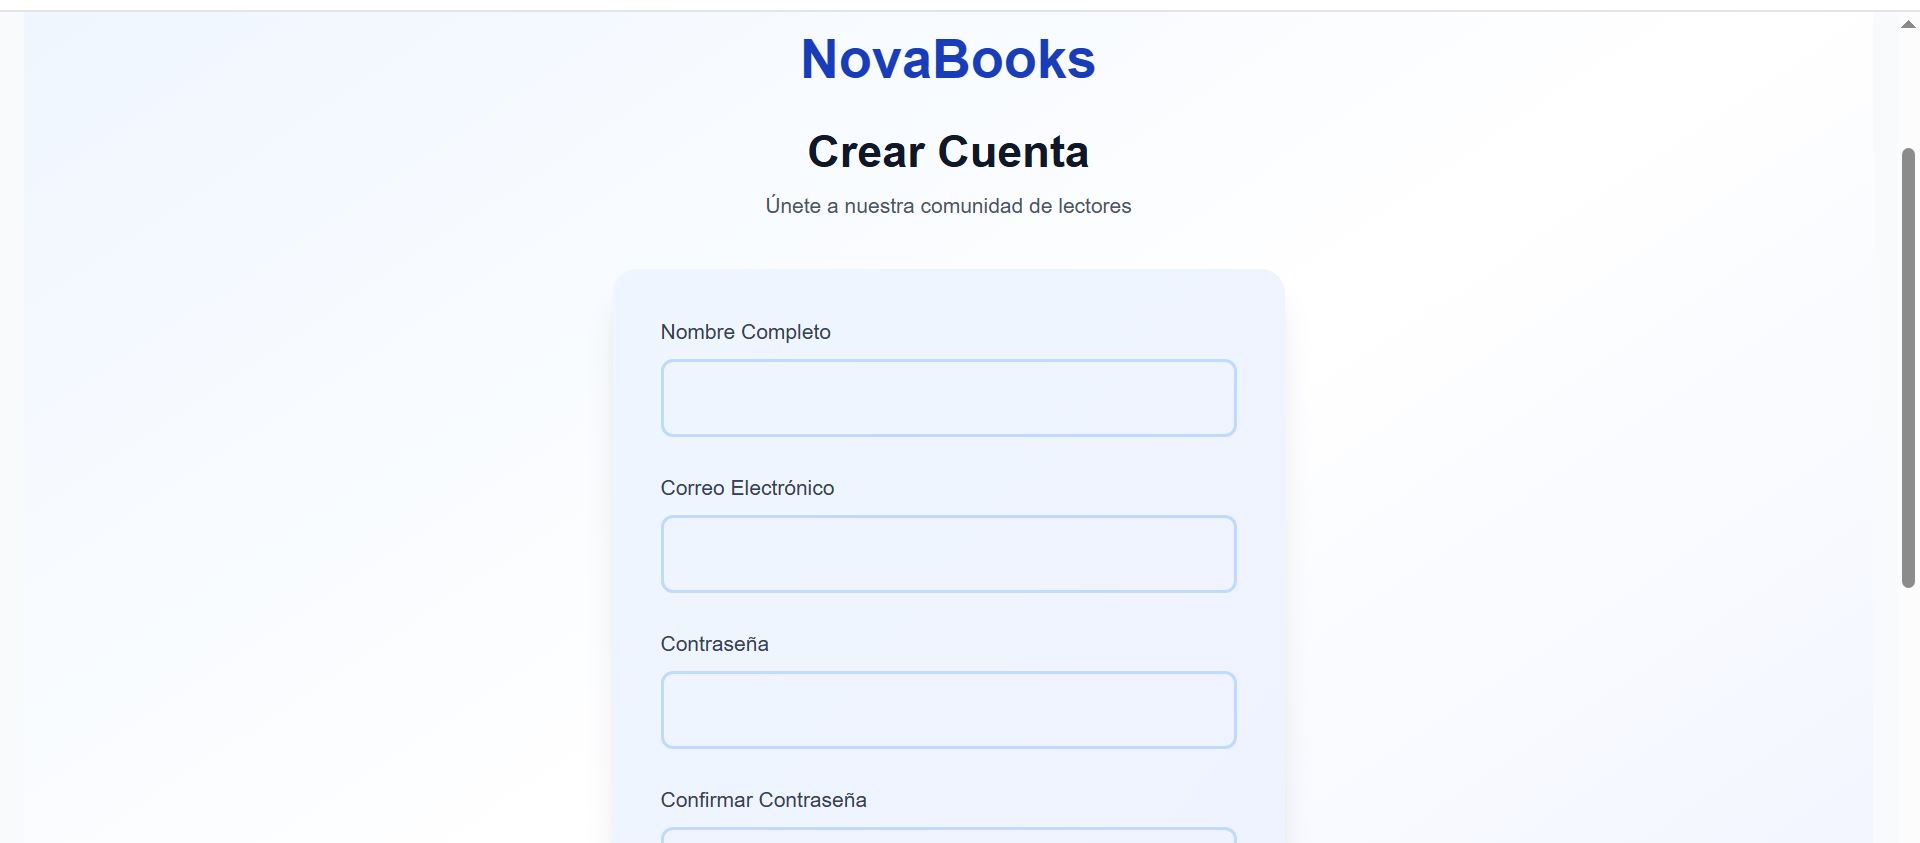 NovaBooks
Crear Cuenta
Únete a nuestra comunidad de lectores
Nombre Completo
Correo Electrónico
Contraseña
Confirmar Contraseña